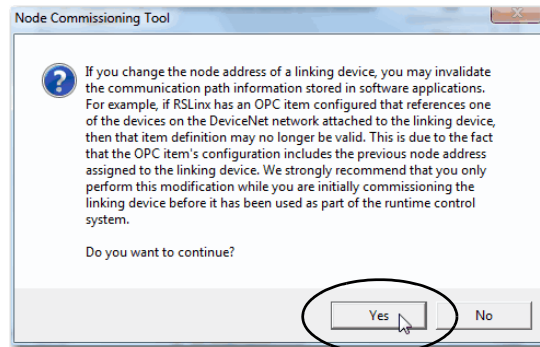 Node Commissioning Tool
If you change the node address of a linking device, you may invalidate
the communication path information stored in software applications.
For example, if RSLinx has an OPC item configured that references one
of the devices on the DeviceNet network attached to the linking device,
then that item definition may no longer be valid. This is due to the fact
that the OPC item's configuration includes the previous node address
assigned to the linking device. We strongly recommend that you only
perform this modification while you are initially commissioning the
linking device before it has been used as part of the runtime control
system.
Do you want to continue?
Yes No